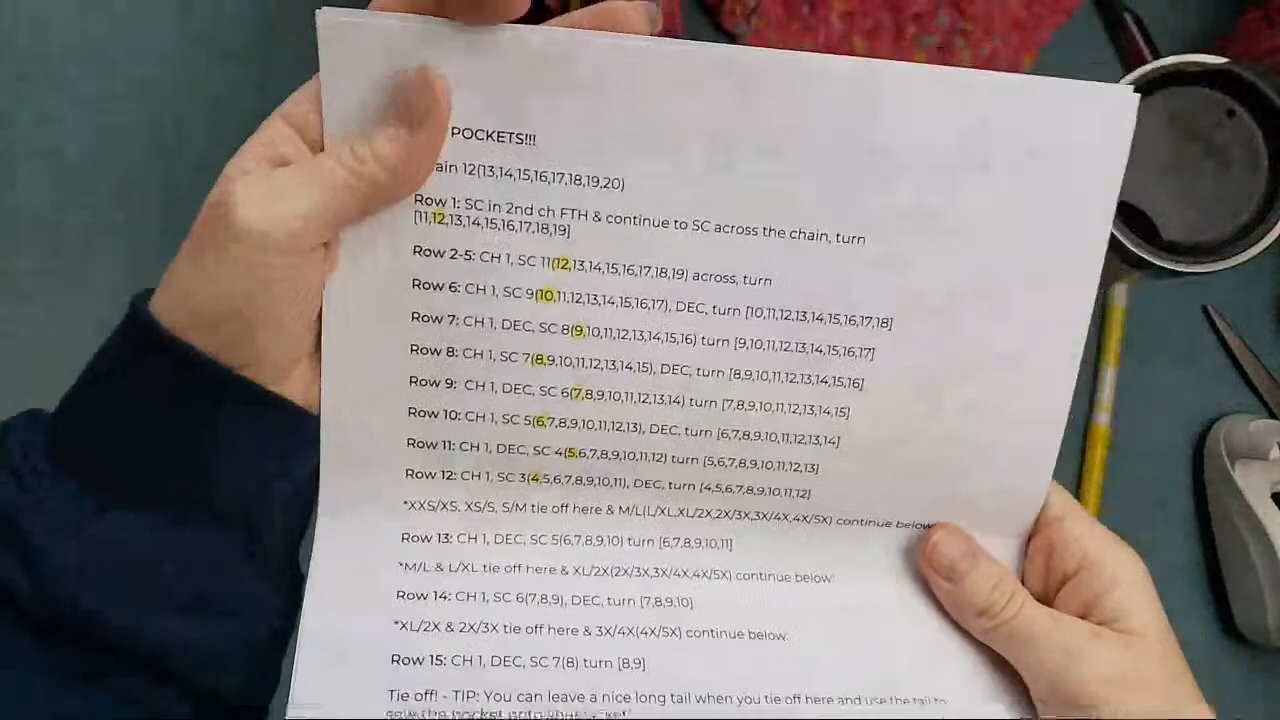 POCKETS!!!
ain 12(13,14,15,16,17,18,19,20)
Row 1: SC in 2nd ch FTH & continue to SC across the chain, turn
[11,12,13,14,15,16,17,18,19]
Row 2-5: CH 1, SC 11(12,13,14,15,16,17,18,19) across, turn
Row 6: CH 1, SC 9(10,11,12,13,14,15,16,17), DEC, turn [10,11,12,13,14,15,16,17,18]
Row 7: CH 1, DEC, SC 8(9,10,11,12,13,14,15,16) turn [9,10,11,12,13,14,15,16,17]
Row 8: CH 1, SC 7(8,9,10,11,12,13,14,15), DEC, turn [8,9,10,11,12,13,14,15,16]
Row 9: CH 1, DEC, SC 6(7,8,9,10,11,12,13,14) turn [7,8,9,10,11,12,13,14,15]
Row 10: CH 1, SC 5(6,7,8,9,10,11,12,13), DEC, turn [6,7,8,9,10,11,12,13,14]
Row 11: CH 1, DEC, SC 4(5,6,7,8,9,10,11,12) turn [5,6,7,8,9,10,11,12,13]
Row 12: CH 1, SC 3(4,5,6,7,8,9,10,11), DEC, turn [4,5,6,7,8,9,10,11,12]
*XXS/XS, XS/S, S/M tie off here & M/L(L/XL,XL/2X,2X/3X,3X/4X,4X/5X) continue below:
Row 13: CH 1, DEC, SC 5(6,7,8,9,10) turn [6,7,8,9,10,11]
*M/L & L/XL tie off here & XL/2X(2X/3X,3X/4X,4X/5X) continue below:
Row 14: CH 1, SC 6(7,8,9), DEC, turn [7,8,9,10]
*XL/2X & 2X/3X tie off here & 3X/4X(4X/5X) continue below:
Row 15: CH 1, DEC, SC 7(8) turn [8,9]
Tie off! - TIP: You can leave a nice long tail when you tie off here and use the tail to
sew the pocket onto your